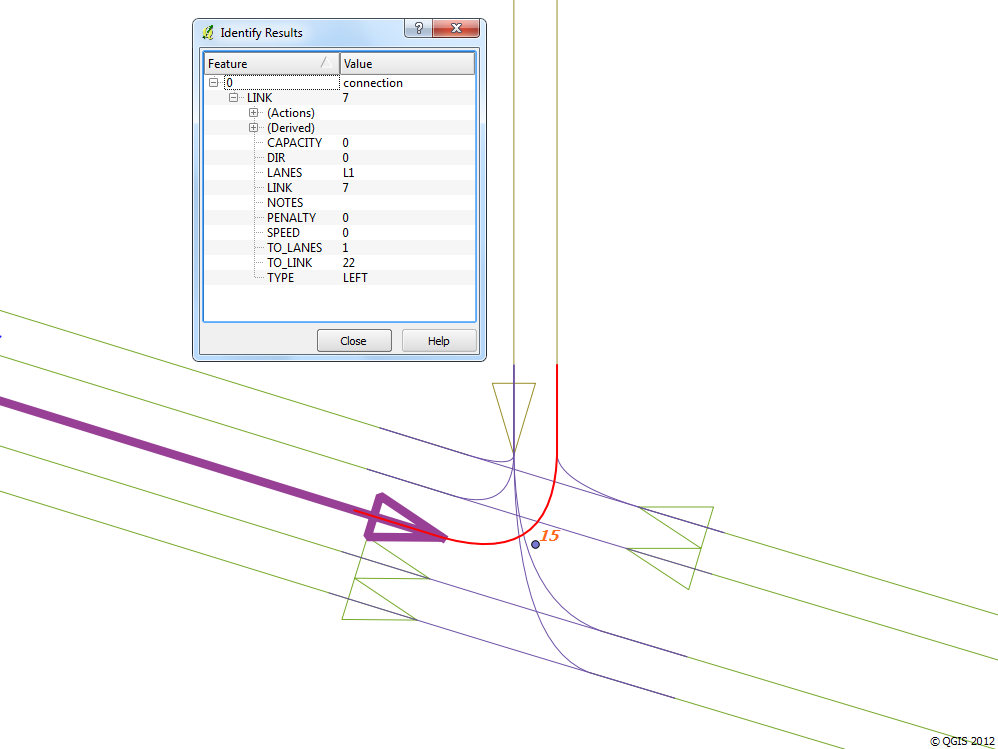 Identify Results
Feature Value
0 connection
LINK 7
(Actions)
(Derived)
CAPACITY 0
DIR 0
LANES L1
LINK 7
NOTES
PENALTY 0
SPEED 0
TO_LANES 1
TO_LINK 22
TYPE LEFT
Close Help
15
© QGIS 2012